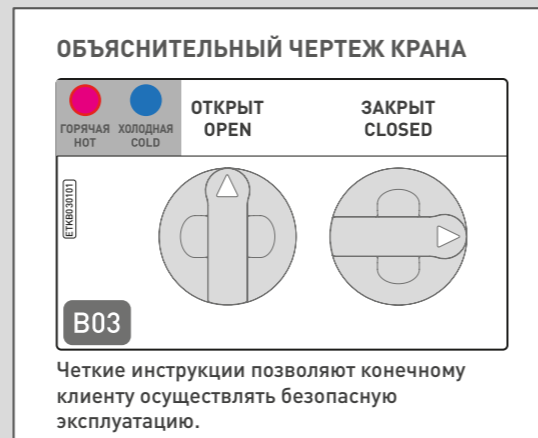 ОБЪЯСНИТЕЛЬНЫЙ ЧЕРТЕЖ КРАНА
ГОРЯЧАЯ
HOT
ХОЛОДНАЯ
COLD
ОТКРЫТ
OPEN
ЗАКРЫТ
CLOSED
ETKB030101
B03
Четкие инструкции позволяют конечному
клиенту осуществлять безопасную
эксплуатацию.